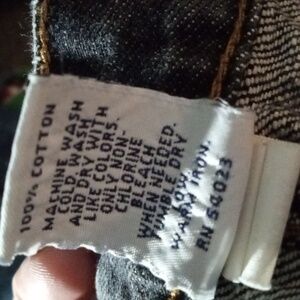 100% COTTON
MACHINE WASH
COLD WASH
AND DRY WITH
LIKE COLORS.
ONLY NON-
CHLORINE
BLEACH
WHEN NEEDED.
TUMBLE DRY
LOW.
WARM IRON.
RN 54023